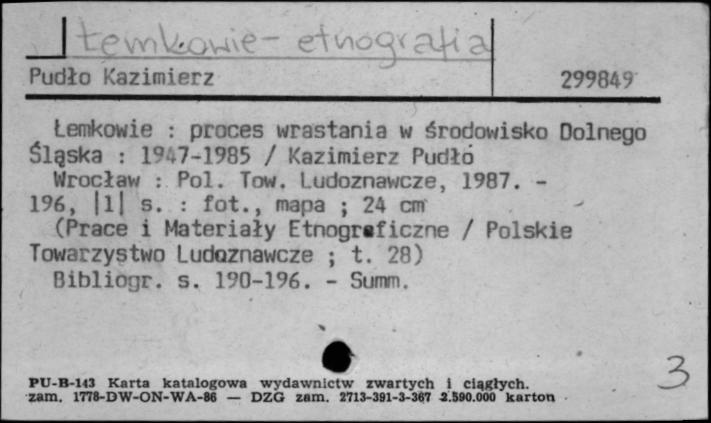 Łemkowie - etnografia
Pudło Kazimierz 299849
Łemkowie : proces wrastania w środowisko Dolnego
Śląska : 1947-1985 / Kazimierz Pudło
Wrocław : Pol. Tow. Ludoznawcze, 1987. -
196, |1| s. : fot., mapa ; 24 cm
(Prace i Materiały Etnograficzne / Polskie
Towarzystwo Ludoznawcze ; t. 28)
Bibliogr. s. 190-196. - Summ.
3
PU-B-143 Karta katalogowa wydawnictw zwartych i ciągłych.
zam. 1778-DW-ON-WA-86 — DZG zam. 2713-391-3-367 2.590.000 karton